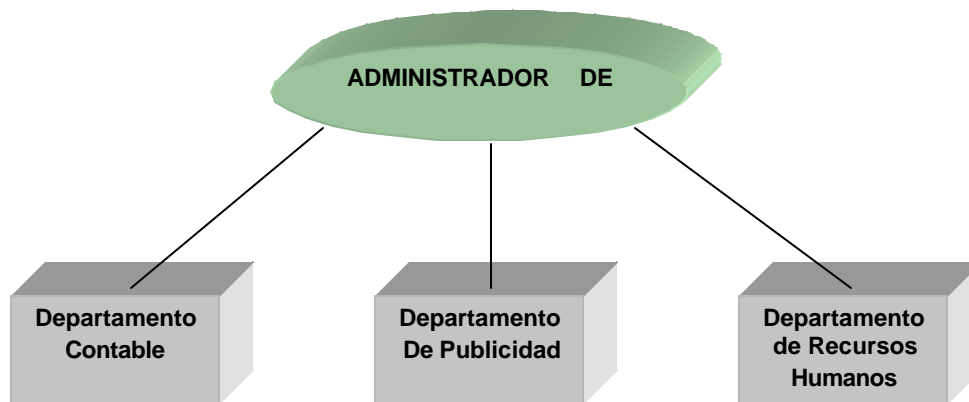 ADMINISTRADOR DE
Departamento
Contable
Departamento
De Publicidad
Departamento
de Recursos
Humanos